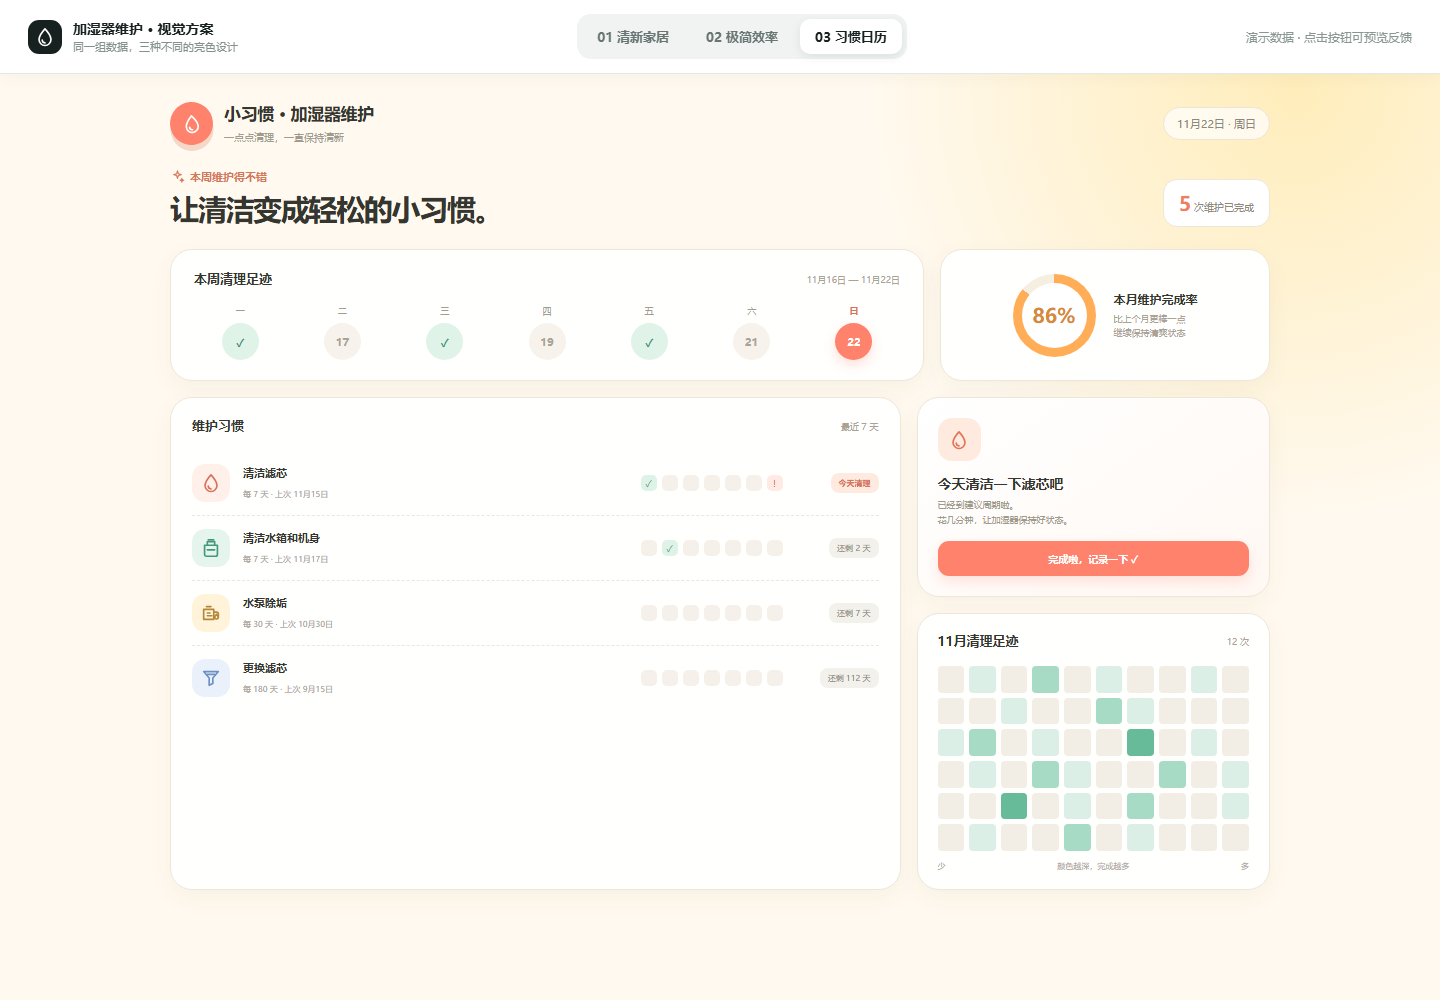 加湿器维护 • 视觉方案
同一组数据，三种不同的亮色设计
01 清新家居
02 极简效率
03 习惯日历
演示数据 · 点击按钮可预览反馈
小习惯 • 加湿器维护
一点点清理，一直保持清新
11月22日 · 周日
本周维护得不错
让清洁变成轻松的小习惯。
5 次维护已完成
本周清理足迹
11月16日 — 11月22日
一 二 三 四 五 六 日
✓ 17 ✓ 19 ✓ 21 22
86%
本月维护完成率
比上个月更棒一点
继续保持清爽状态
维护习惯
最近 7 天
清洁滤芯
每 7 天 · 上次 11月15日
✓ !
今天清理
清洁水箱和机身
每 7 天 · 上次 11月17日
✓
还剩 2 天
水泵除垢
每 30 天 · 上次 10月30日
还剩 7 天
更换滤芯
每 180 天 · 上次 9月15日
还剩 112 天
今天清洁一下滤芯吧
已经到建议周期啦。
花几分钟，让加湿器保持好状态。
完成啦，记录一下 ✓
11月清理足迹
12 次
少
颜色越深，完成越多
多